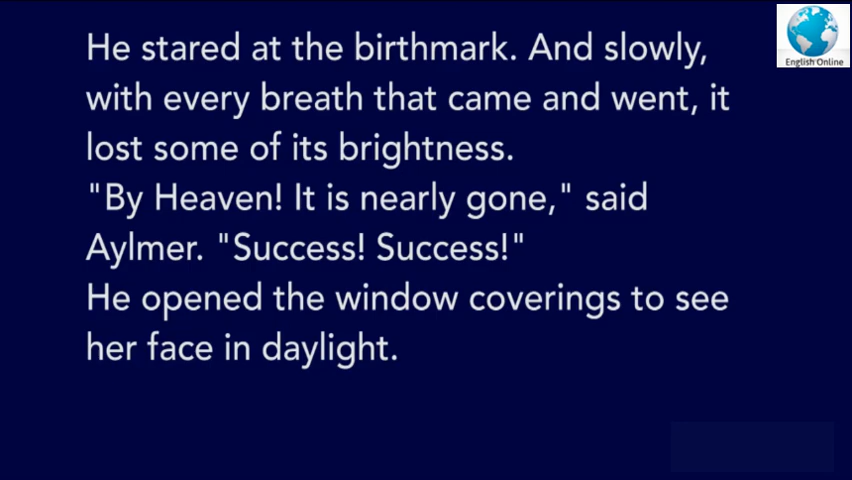 He stared at the birthmark. And slowly,
with every breath that came and went, it
lost some of its brightness.
"By Heaven! It is nearly gone," said
Aylmer. "Success! Success!"
He opened the window coverings to see
her face in daylight.
English Online